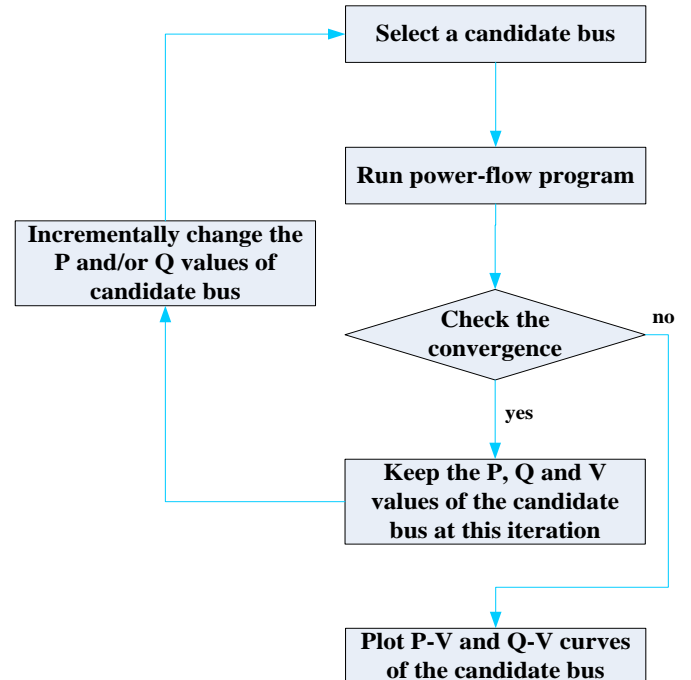 Select a candidate bus
Run power-flow program
Incrementally change the
P and/or Q values of
candidate bus
Check the
convergence
no
yes
Keep the P, Q and V
values of the candidate
bus at this iteration
Plot P-V and Q-V curves
of the candidate bus